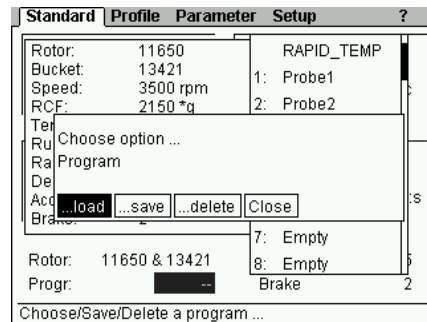 Standard Profile Parameter Setup ?
Rotor: 11650
Bucket: 13421
Speed: 3500 rpm
RCF: 2150 *g
RAPID_TEMP
1: Probe1
2: Probe2
Choose option ...
Program
...load ...save ...delete Close
7: Empty
8: Empty
Rotor: 11650 & 13421
Progr: --
Brake 2
Choose/Save/Delete a program ...